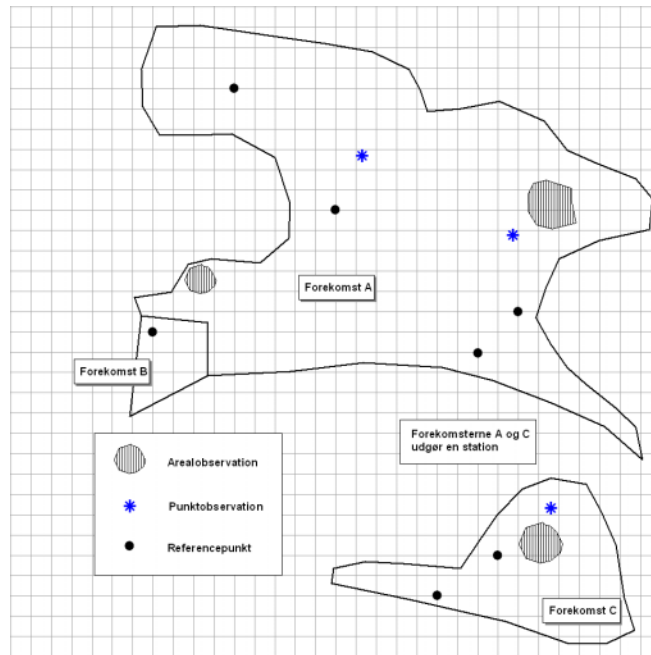 Forekomst A
Forekomst B
Forekomsterne A og C
udgør en station
Arealobservation
Punktobservation
Referencepunkt
Forekomst C